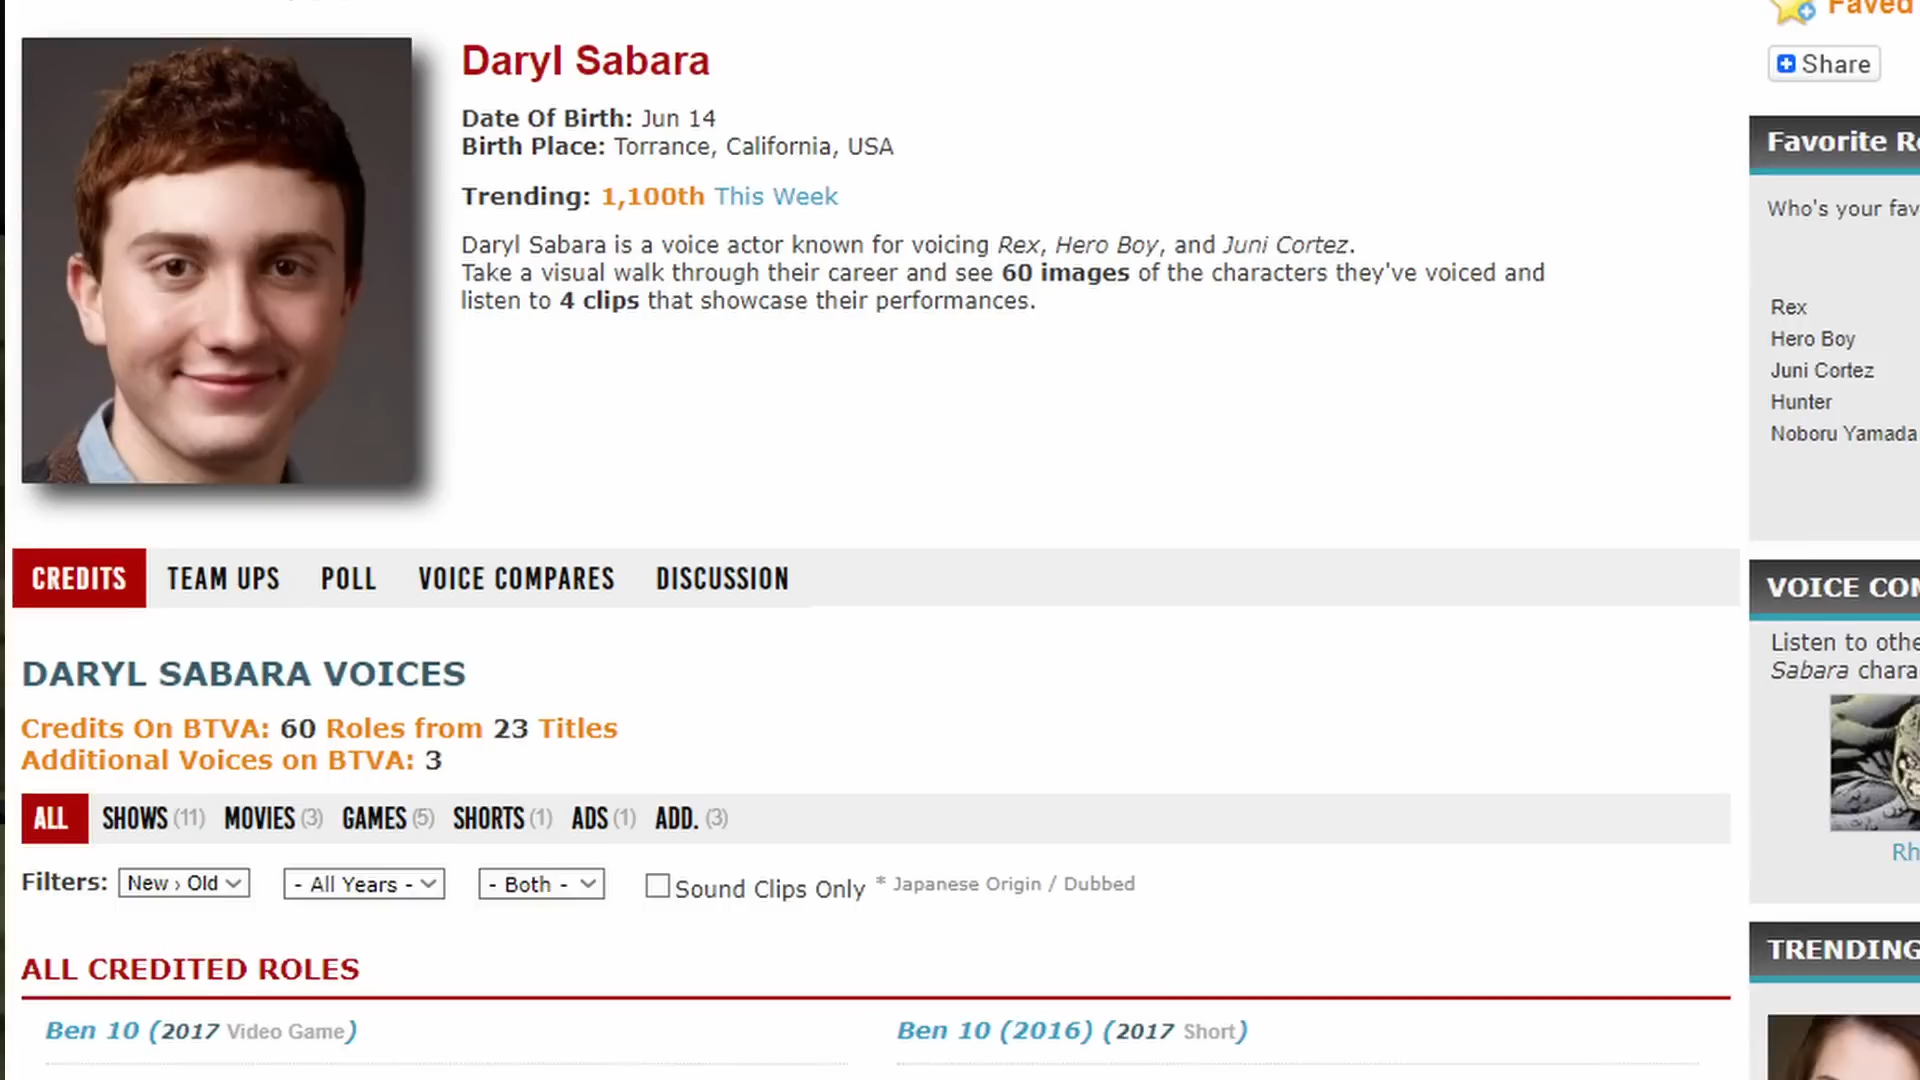 Daryl Sabara
Date Of Birth: Jun 14
Birth Place: Torrance, California, USA
Trending: 1,100th This Week
Daryl Sabara is a voice actor known for voicing Rex, Hero Boy, and Juni Cortez.
Take a visual walk through their career and see 60 images of the characters they've voiced and
listen to 4 clips that showcase their performances.
CREDITS TEAM UPS POLL VOICE COMPARES DISCUSSION
DARYL SABARA VOICES
Credits On BTVA: 60 Roles from 23 Titles
Additional Voices on BTVA: 3
ALL SHOWS (11) MOVIES (3) GAMES (5) SHORTS (1) ADS (1) ADD. (3)
Filters: New › Old - All Years - - Both - Sound Clips Only * Japanese Origin / Dubbed
ALL CREDITED ROLES
Ben 10 (2017 Video Game)
Ben 10 (2016) (2017 Short)
Faved
Share
Favorite R
Who's your fav
Rex
Hero Boy
Juni Cortez
Hunter
Noboru Yamada
VOICE CO
Listen to othe
Sabara chara
Rh
TRENDING